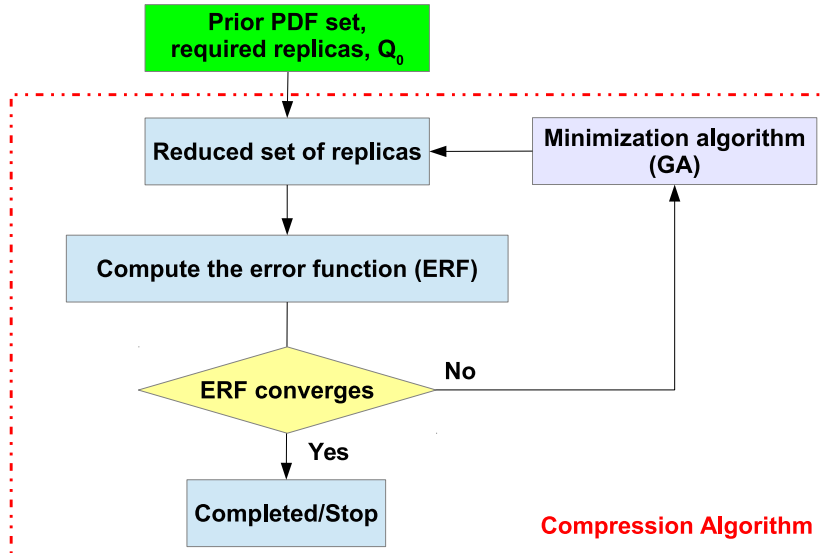 Prior PDF set,
required replicas, Q₀
Reduced set of replicas
Minimization algorithm
(GA)
Compute the error function (ERF)
ERF converges
No
Yes
Completed/Stop
Compression Algorithm